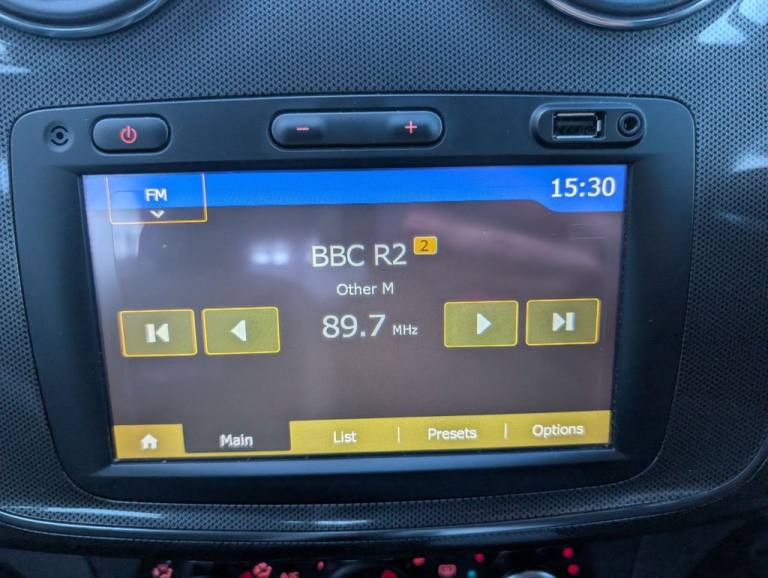 − +
FM 15:30
BBC R2 2
Other M
89.7 MHz
Main List Presets Options